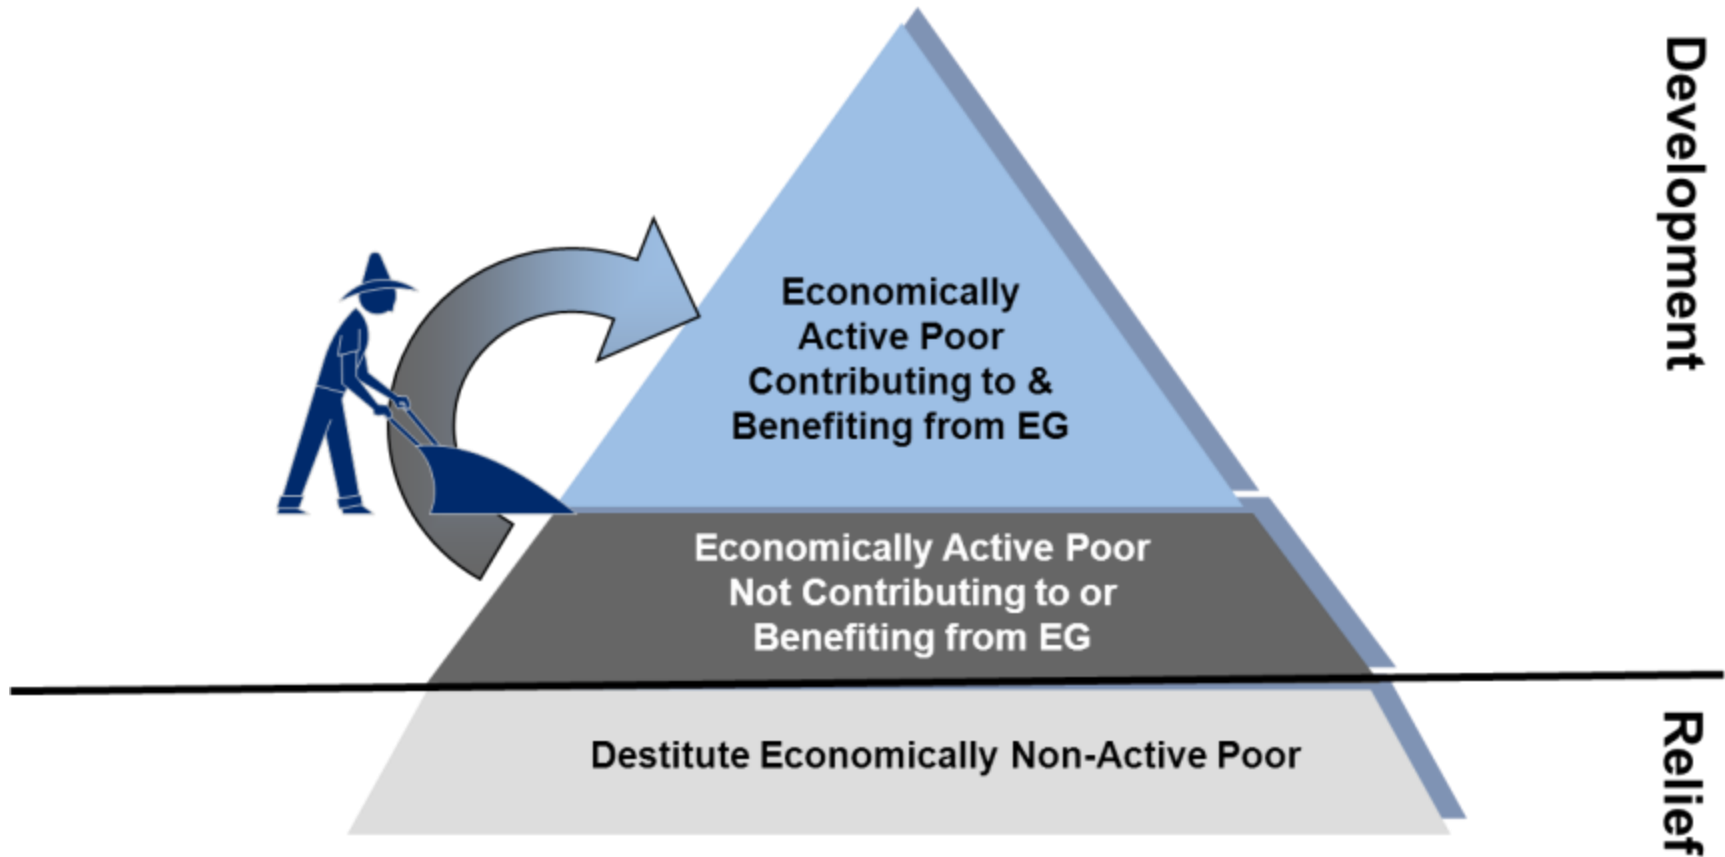 Development
Economically
Active Poor
Contributing to &
Benefiting from EG
Economically Active Poor
Not Contributing to or
Benefiting from EG
Destitute Economically Non-Active Poor
Relief